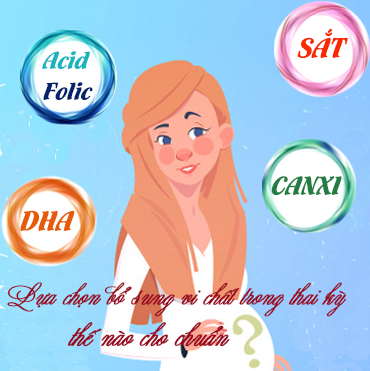 Acid
Folic
SẮT
DHA
CANXI
Lựa chọn bổ sung vi chất trong thai kỳ
thế nào cho chuẩn?